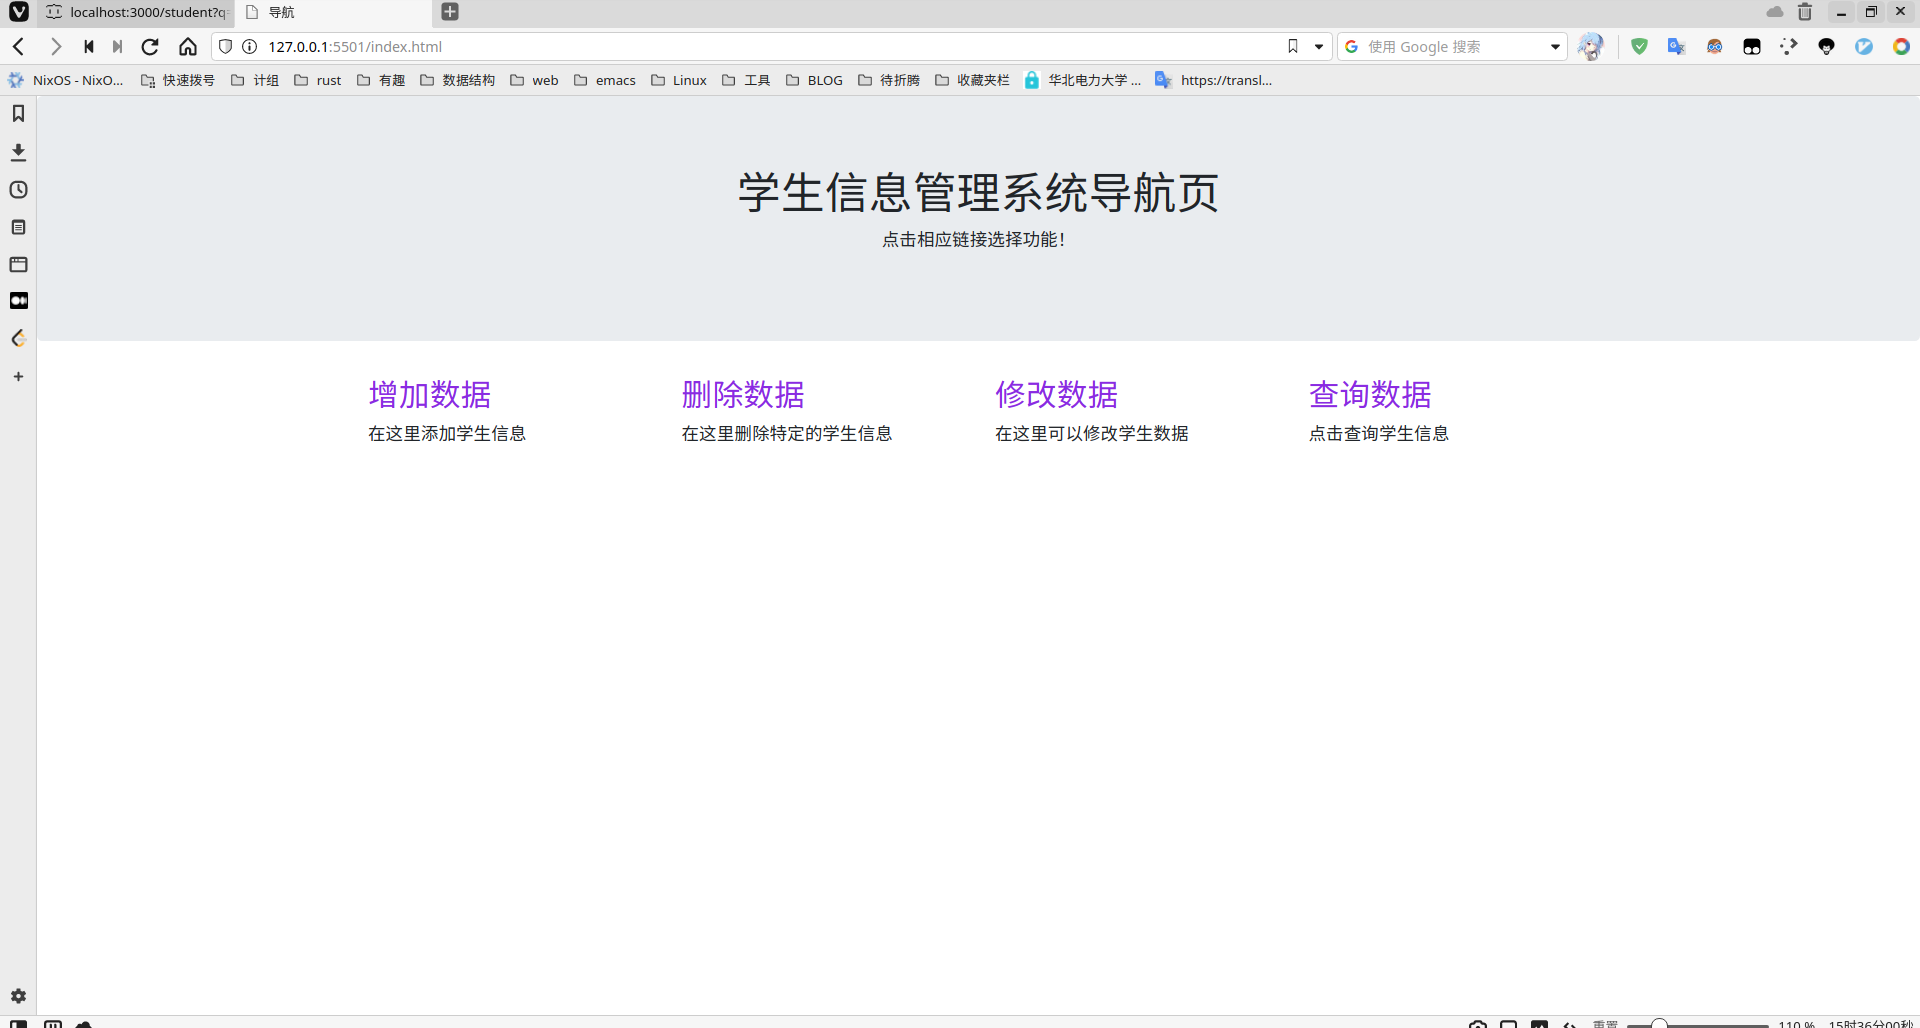 localhost:3000/student?q
导航
127.0.0.1:5501/index.html
使用 Google 搜索
NixOS - NixO... 快速拨号 计组 rust 有趣 数据结构 web emacs Linux 工具 BLOG 待折腾 收藏夹栏 华北电力大学 ... https://transl...
学生信息管理系统导航页
点击相应链接选择功能!
增加数据 删除数据 修改数据 查询数据
在这里添加学生信息 在这里删除特定的学生信息 在这里可以修改学生数据 点击查询学生信息
重置 110 % 15时36分00秒